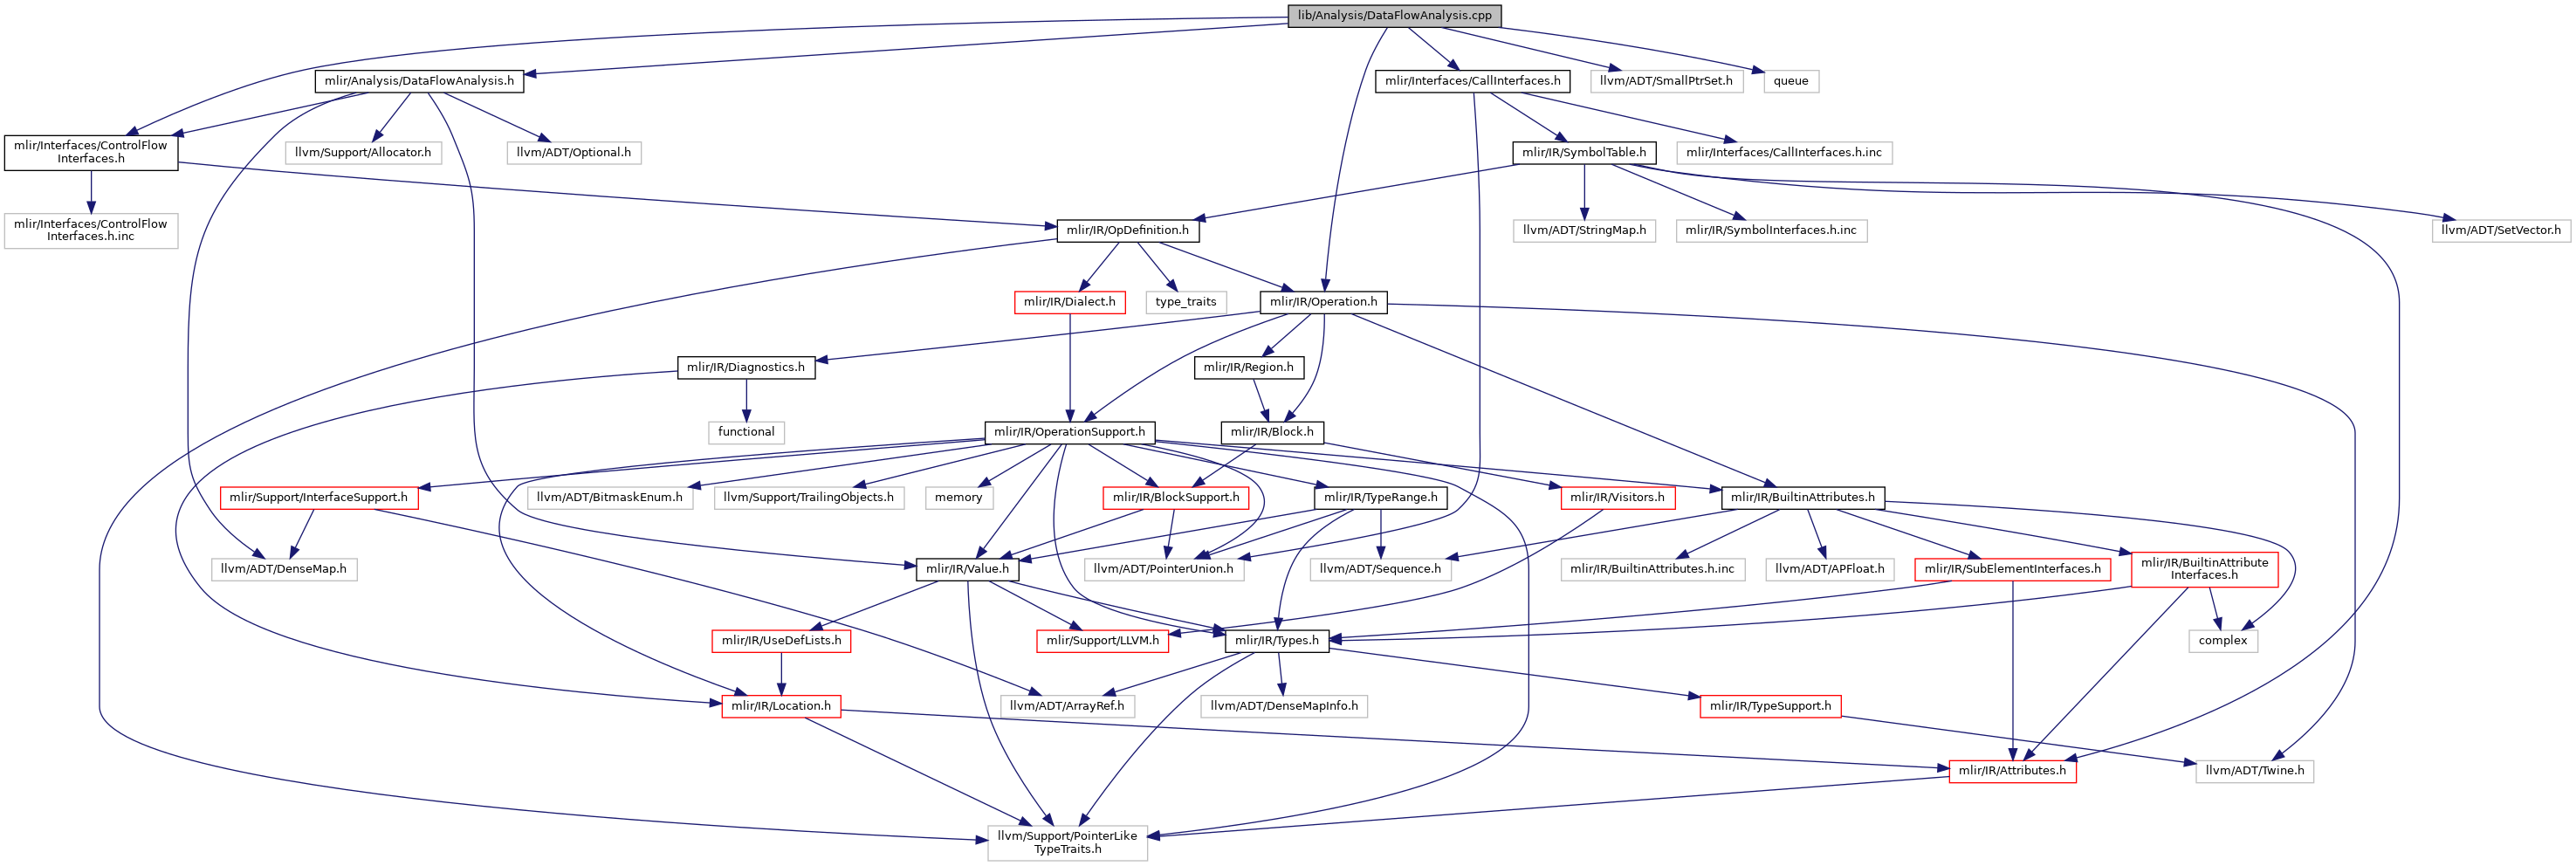 lib/Analysis/DataFlowAnalysis.cpp
mlir/Analysis/DataFlowAnalysis.h
mlir/Interfaces/CallInterfaces.h
llvm/ADT/SmallPtrSet.h
queue
mlir/Interfaces/ControlFlow
Interfaces.h
llvm/Support/Allocator.h
llvm/ADT/Optional.h
mlir/IR/SymbolTable.h
mlir/Interfaces/CallInterfaces.h.inc
mlir/Interfaces/ControlFlow
Interfaces.h.inc
mlir/IR/OpDefinition.h
llvm/ADT/StringMap.h
mlir/IR/SymbolInterfaces.h.inc
llvm/ADT/SetVector.h
mlir/IR/Dialect.h
type_traits
mlir/IR/Operation.h
mlir/IR/Diagnostics.h
mlir/IR/Region.h
functional
mlir/IR/OperationSupport.h
mlir/IR/Block.h
mlir/Support/InterfaceSupport.h
llvm/ADT/BitmaskEnum.h
llvm/Support/TrailingObjects.h
memory
mlir/IR/BlockSupport.h
mlir/IR/TypeRange.h
mlir/IR/Visitors.h
mlir/IR/BuiltinAttributes.h
llvm/ADT/DenseMap.h
mlir/IR/Value.h
llvm/ADT/PointerUnion.h
llvm/ADT/Sequence.h
mlir/IR/BuiltinAttributes.h.inc
llvm/ADT/APFloat.h
mlir/IR/SubElementInterfaces.h
mlir/IR/BuiltinAttribute
Interfaces.h
mlir/IR/UseDefLists.h
mlir/Support/LLVM.h
mlir/IR/Types.h
complex
mlir/IR/Location.h
llvm/ADT/ArrayRef.h
llvm/ADT/DenseMapInfo.h
mlir/IR/TypeSupport.h
mlir/IR/Attributes.h
llvm/ADT/Twine.h
llvm/Support/PointerLike
TypeTraits.h